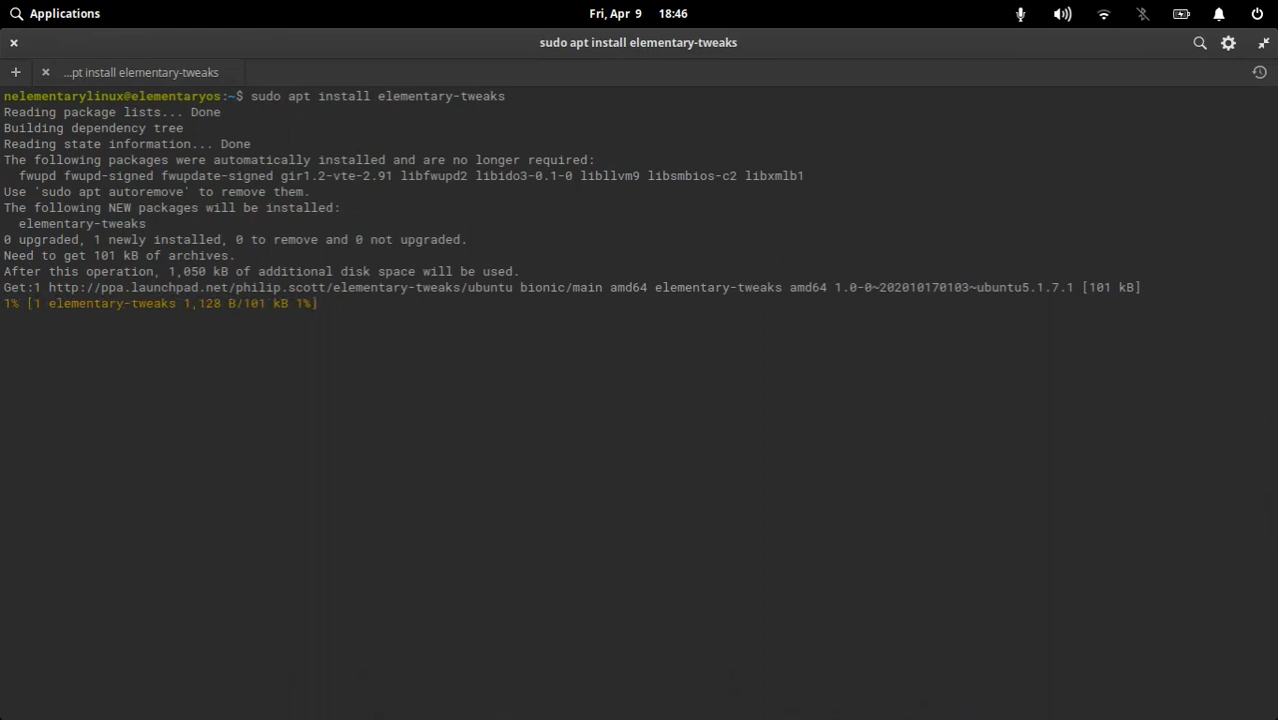 Applications
Fri, Apr 9 18:46
sudo apt install elementary-tweaks
...pt install elementary-tweaks
nelementarylinux@elementaryos:~$ sudo apt install elementary-tweaks
Reading package lists... Done
Building dependency tree
Reading state information... Done
The following packages were automatically installed and are no longer required:
  fwupd fwupd-signed fwupdate-signed gir1.2-vte-2.91 libfwupd2 libido3-0.1-0 libllvm9 libsmbios-c2 libxmlb1
Use 'sudo apt autoremove' to remove them.
The following NEW packages will be installed:
  elementary-tweaks
0 upgraded, 1 newly installed, 0 to remove and 0 not upgraded.
Need to get 101 kB of archives.
After this operation, 1,050 kB of additional disk space will be used.
Get:1 http://ppa.launchpad.net/philip.scott/elementary-tweaks/ubuntu bionic/main amd64 elementary-tweaks amd64 1.0-0~202010170103~ubuntu5.1.7.1 [101 kB]
1% [1 elementary-tweaks 1,128 B/101 kB 1%]